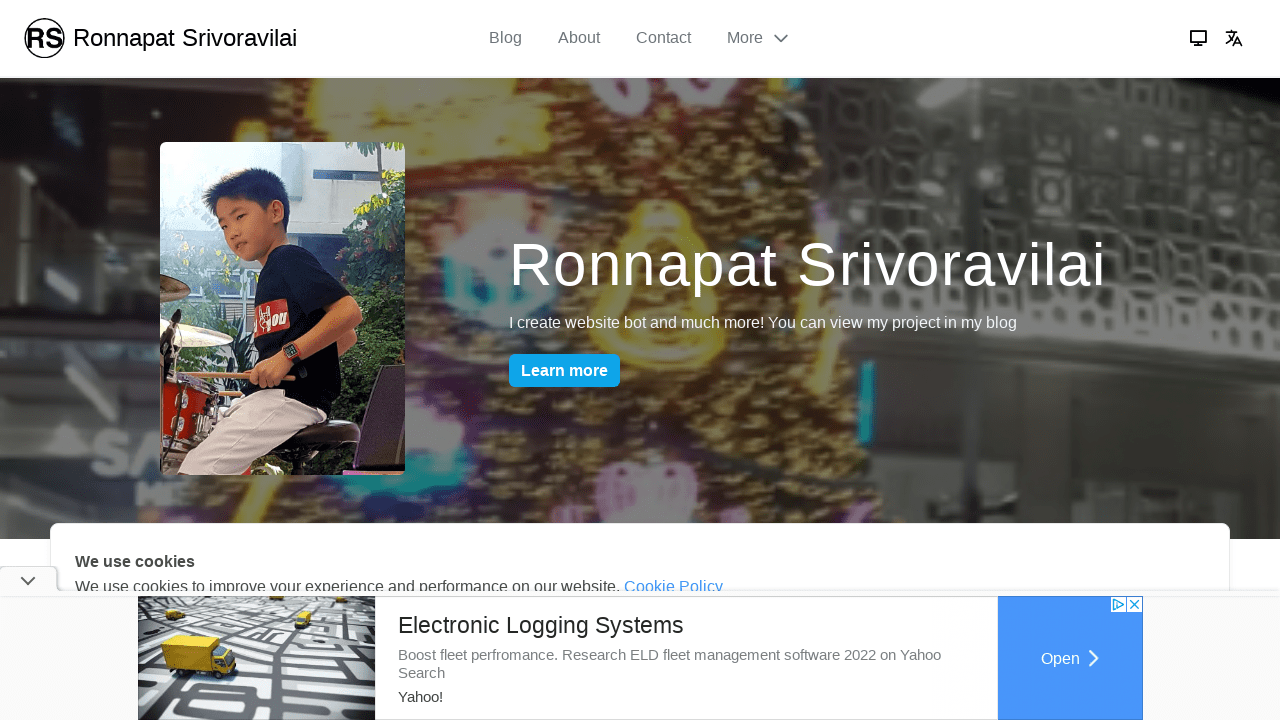 RS Ronnapat Srivoravilai
Blog
About
Contact
More
Ronnapat Srivoravilai
I create website bot and much more! You can view my project in my blog
Learn more
We use cookies
We use cookies to improve your experience and performance on our website. Cookie Policy
Electronic Logging Systems
Boost fleet perfromance. Research ELD fleet management software 2022 on Yahoo
Search
Yahoo!
Open